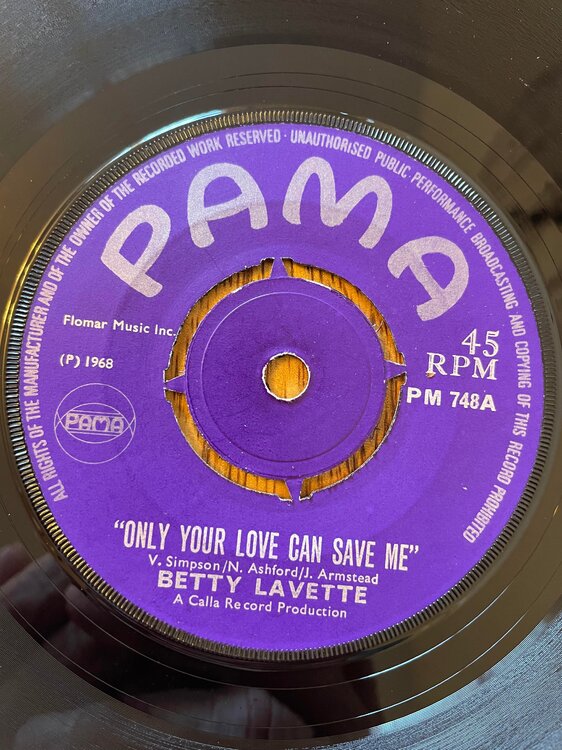 ALL RIGHTS OF THE MANUFACTURER AND OF THE OWNER OF THE RECORDED WORK RESERVED · UNAUTHORISED PUBLIC PERFORMANCE BROADCASTING AND COPYING OF THIS RECORD PROHIBITED
PAMA
Flomar Music Inc.
(P) 1968
PAMA
45
RPM
PM 748A
"ONLY YOUR LOVE CAN SAVE ME"
V. Simpson/N. Ashford/J. Armstead
BETTY LAVETTE
A Calla Record Production